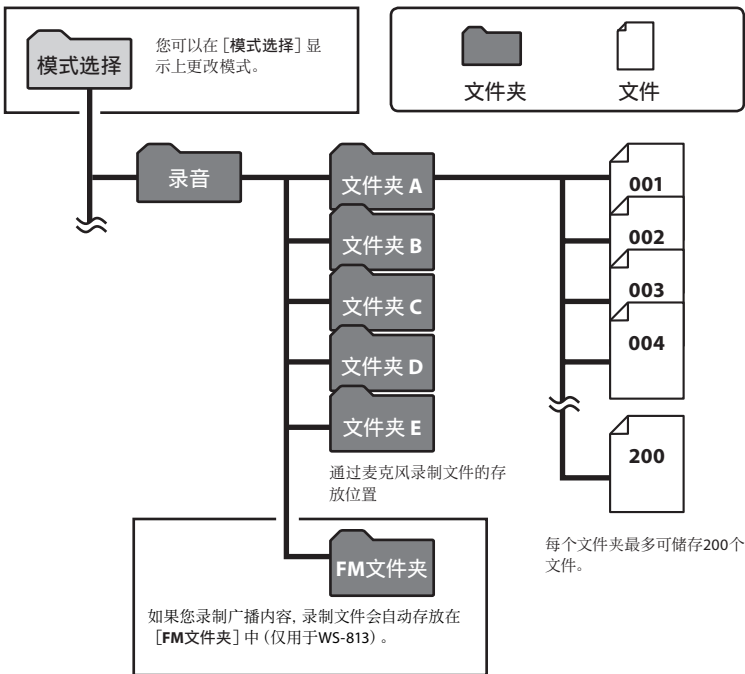 模式选择
您可以在［模式选择］显
示上更改模式。
文件夹
文件
录音
文件夹 A
文件夹 B
文件夹 C
文件夹 D
文件夹 E
通过麦克风录制文件的存
放位置
001
002
003
004
200
每个文件夹最多可储存200个
文件。
FM文件夹
如果您录制广播内容, 录制文件会自动存放在
［FM文件夹］中 (仅用于WS-813) 。